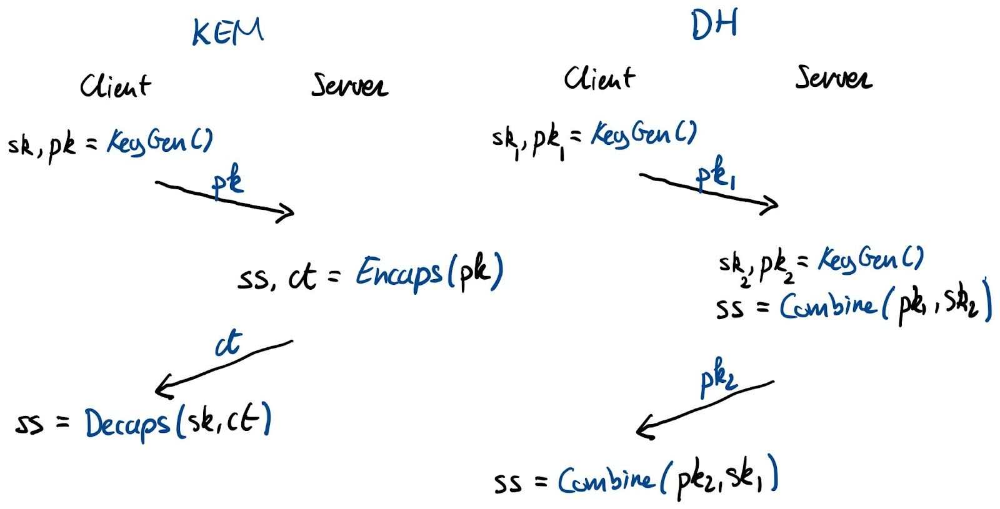 KEM
Client Server
sk, pk = KeyGen()
pk
ss, ct = Encaps(pk)
ct
ss = Decaps(sk, ct)
DH
Client Server
sk₁, pk₁ = KeyGen()
pk₁
sk₂, pk₂ = KeyGen()
ss = Combine(pk₁, sk₂)
pk₂
ss = Combine(pk₂, sk₁)